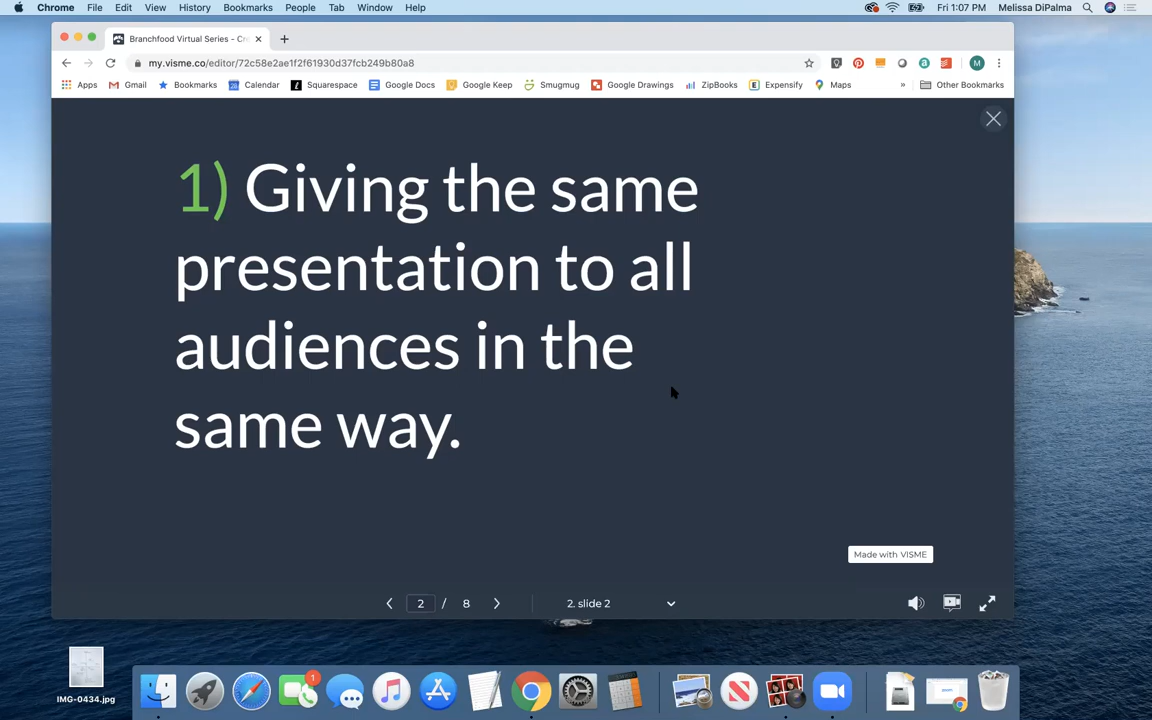 Chrome File Edit View History Bookmarks People Tab Window Help Fri 1:07 PM Melissa DiPalma
Branchfood Virtual Series - Cre
my.visme.co/editor/72c58e2ae1f2f61930d37fcb249b80a8
M
Apps Gmail Bookmarks 28 Calendar Squarespace Google Docs Google Keep Smugmug Google Drawings ZipBooks Expensify Maps » Other Bookmarks
1) Giving the same
presentation to all
audiences in the
same way.
Made with VISME
2 / 8 2. slide 2
1
IMG-0434.jpg